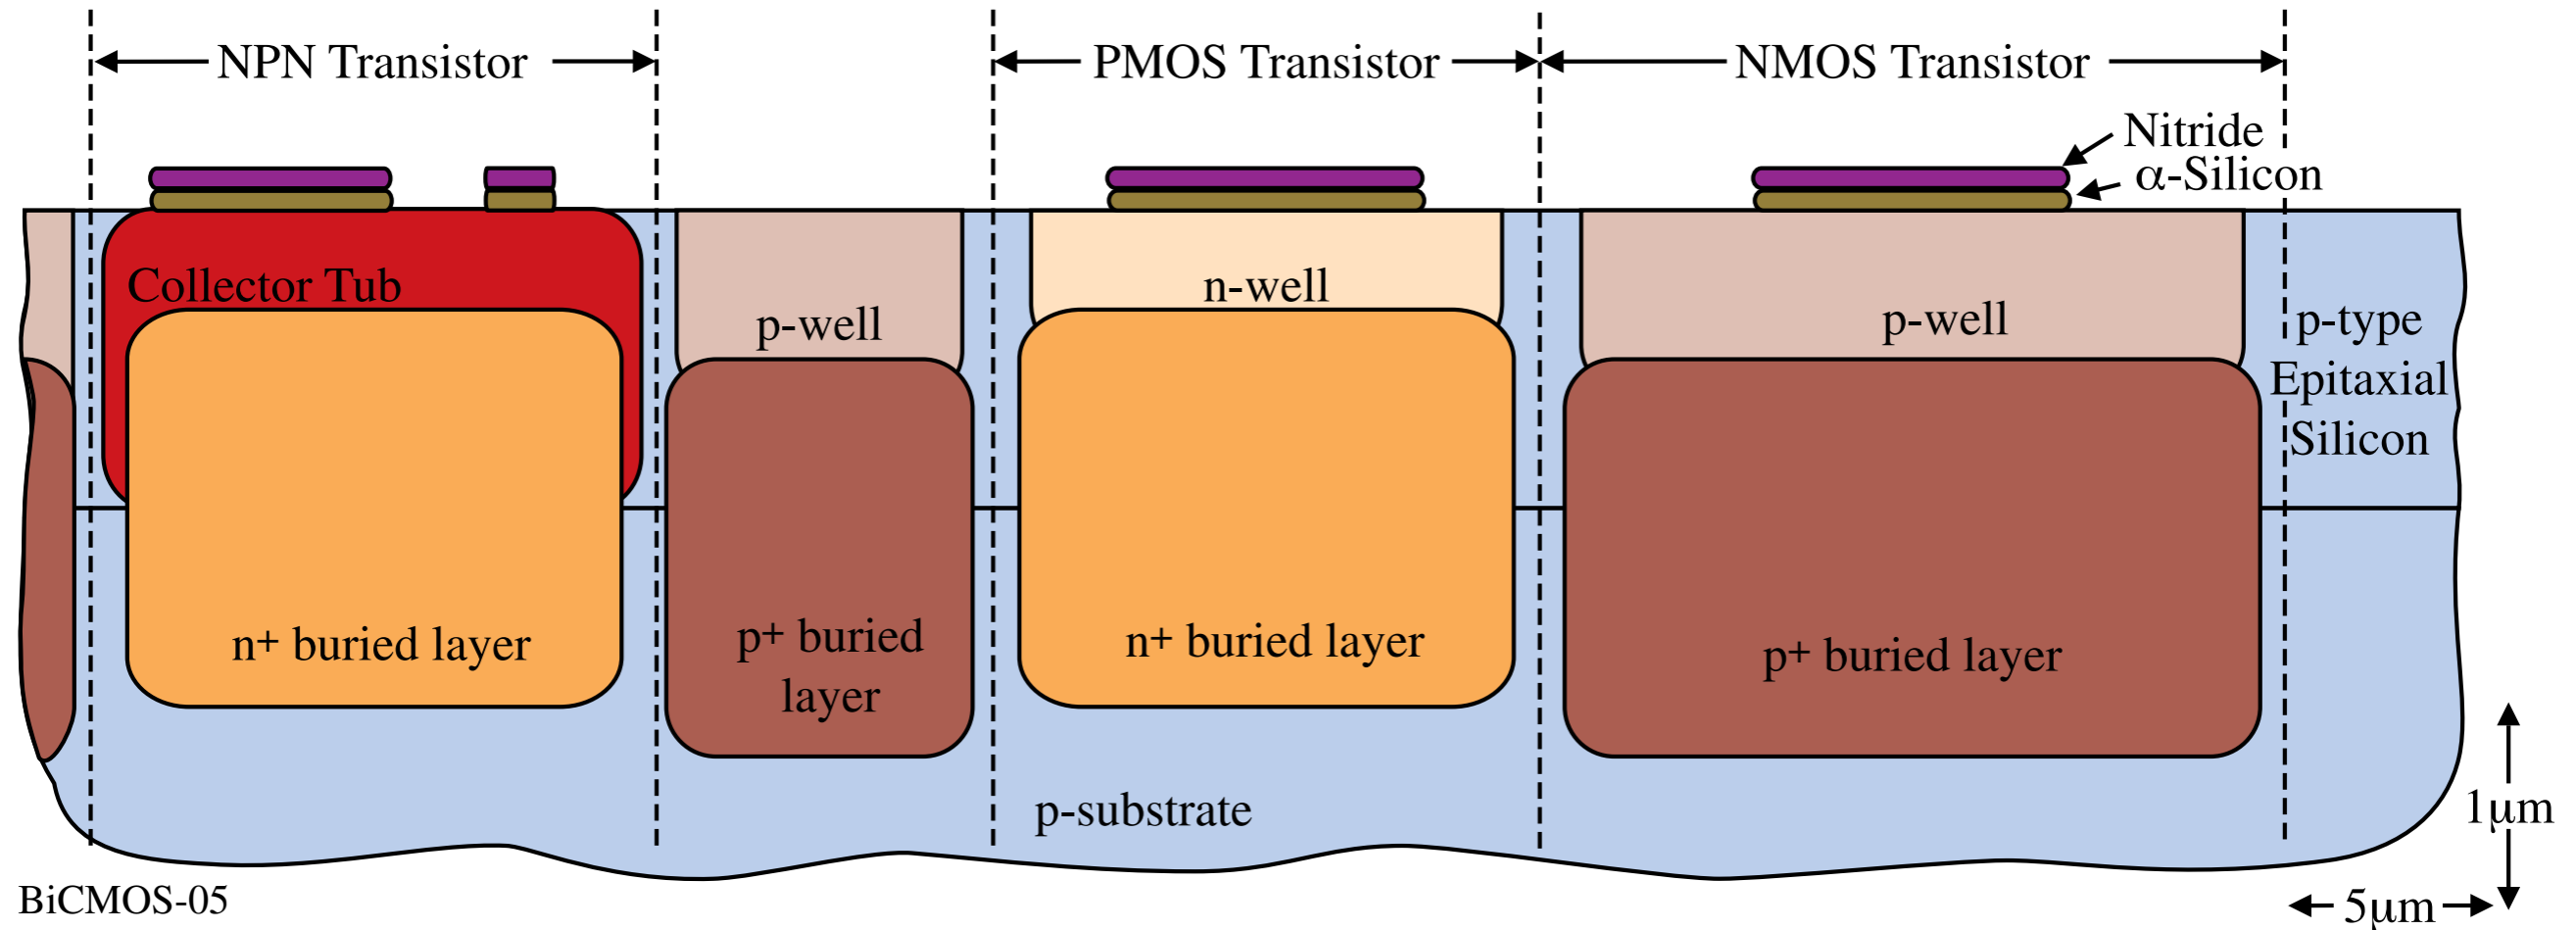 NPN Transistor
PMOS Transistor
NMOS Transistor
Nitride
α-Silicon
Collector Tub
p-well
n-well
p-well
p-type
Epitaxial
Silicon
n+ buried layer
p+ buried
layer
n+ buried layer
p+ buried layer
p-substrate
1μm
5μm
BiCMOS-05